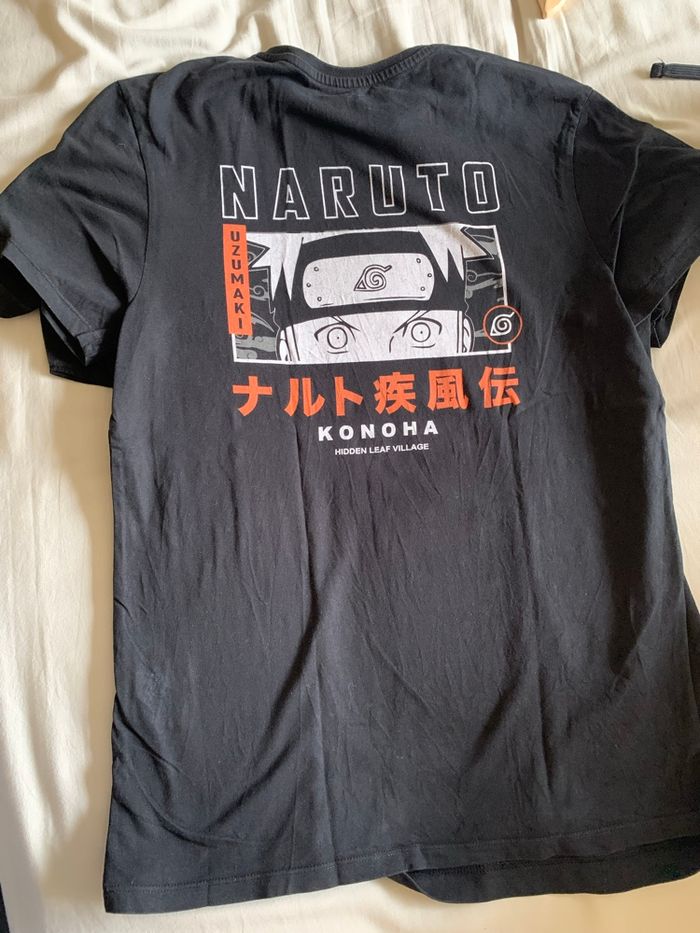 NARUTO
UZUMAKI
ナルト疾風伝
KONOHA
HIDDEN LEAF VILLAGE